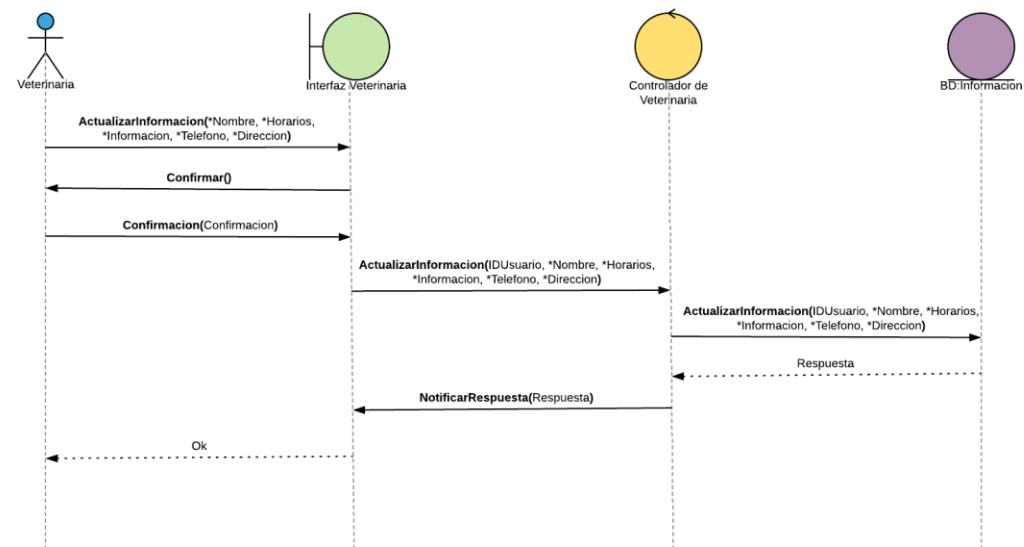 Veterinaria
Interfaz Veterinaria
Controlador de
Veterinaria
BD:Informacion
ActualizarInformacion(*Nombre, *Horarios,
*Informacion, *Telefono, *Direccion)
Confirmar()
Confirmacion(Confirmacion)
ActualizarInformacion(IDUsuario, *Nombre, *Horarios,
*Informacion, *Telefono, *Direccion)
ActualizarInformacion(IDUsuario, *Nombre, *Horarios,
*Informacion, *Telefono, *Direccion)
Respuesta
NotificarRespuesta(Respuesta)
Ok